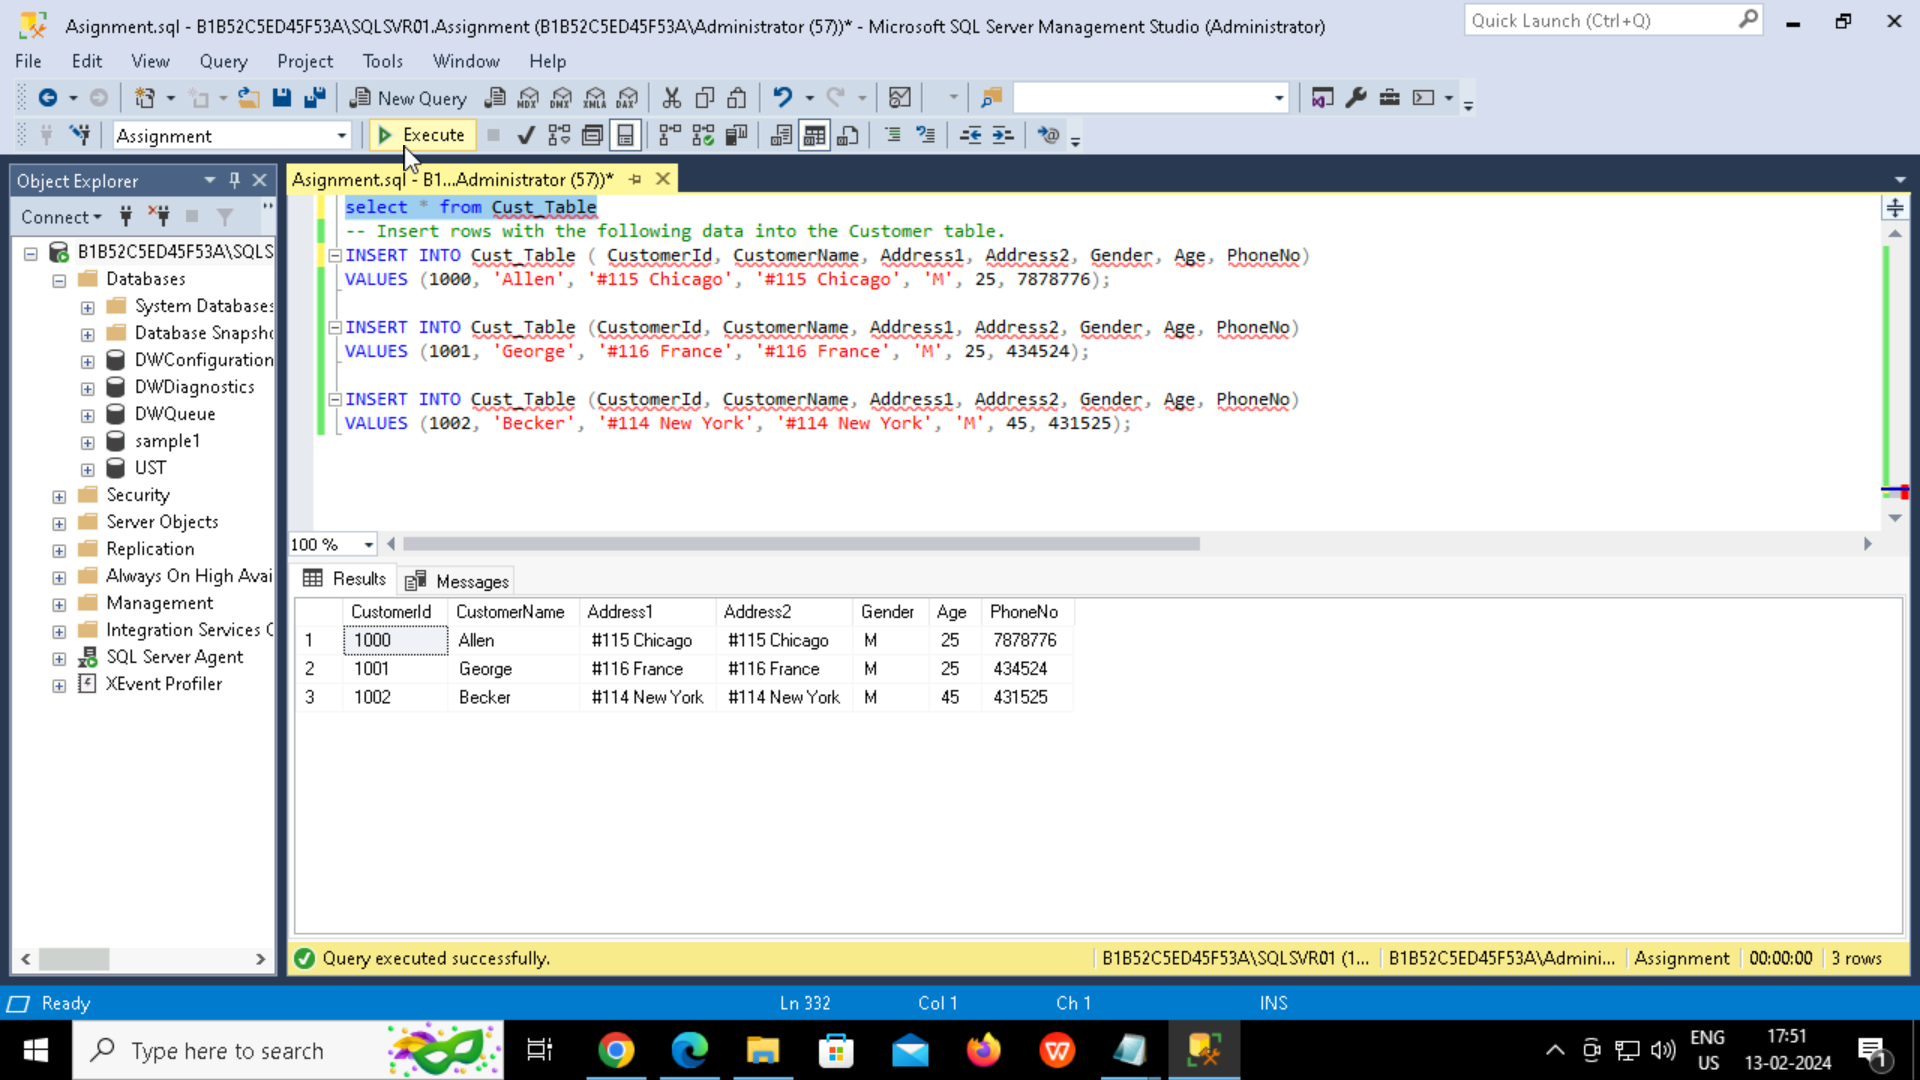 Asignment.sql - B1B52C5ED45F53A\SQLSVR01.Assignment (B1B52C5ED45F53A\Administrator (57))* - Microsoft SQL Server Management Studio (Administrator)
Quick Launch (Ctrl+Q)
File Edit View Query Project Tools Window Help
New Query MDX DMX XMLA DAX
Assignment Execute
Object Explorer
Asignment.sql - B1...Administrator (57))*
Connect
B1B52C5ED45F53A\SQLS
Databases
System Databases
Database Snapsho
DWConfiguration
DWDiagnostics
DWQueue
sample1
UST
Security
Server Objects
Replication
Always On High Avai
Management
Integration Services C
SQL Server Agent
XEvent Profiler
select * from Cust_Table
-- Insert rows with the following data into the Customer table.
INSERT INTO Cust_Table ( CustomerId, CustomerName, Address1, Address2, Gender, Age, PhoneNo)
VALUES (1000, 'Allen', '#115 Chicago', '#115 Chicago', 'M', 25, 7878776);
INSERT INTO Cust_Table (CustomerId, CustomerName, Address1, Address2, Gender, Age, PhoneNo)
VALUES (1001, 'George', '#116 France', '#116 France', 'M', 25, 434524);
INSERT INTO Cust_Table (CustomerId, CustomerName, Address1, Address2, Gender, Age, PhoneNo)
VALUES (1002, 'Becker', '#114 New York', '#114 New York', 'M', 45, 431525);
100 %
Results Messages
CustomerId CustomerName Address1 Address2 Gender Age PhoneNo
1 1000 Allen #115 Chicago #115 Chicago M 25 7878776
2 1001 George #116 France #116 France M 25 434524
3 1002 Becker #114 New York #114 New York M 45 431525
Query executed successfully. B1B52C5ED45F53A\SQLSVR01 (1... B1B52C5ED45F53A\Admini... Assignment 00:00:00 3 rows
Ready Ln 332 Col 1 Ch 1 INS
Type here to search
ENG
US
17:51
13-02-2024
1